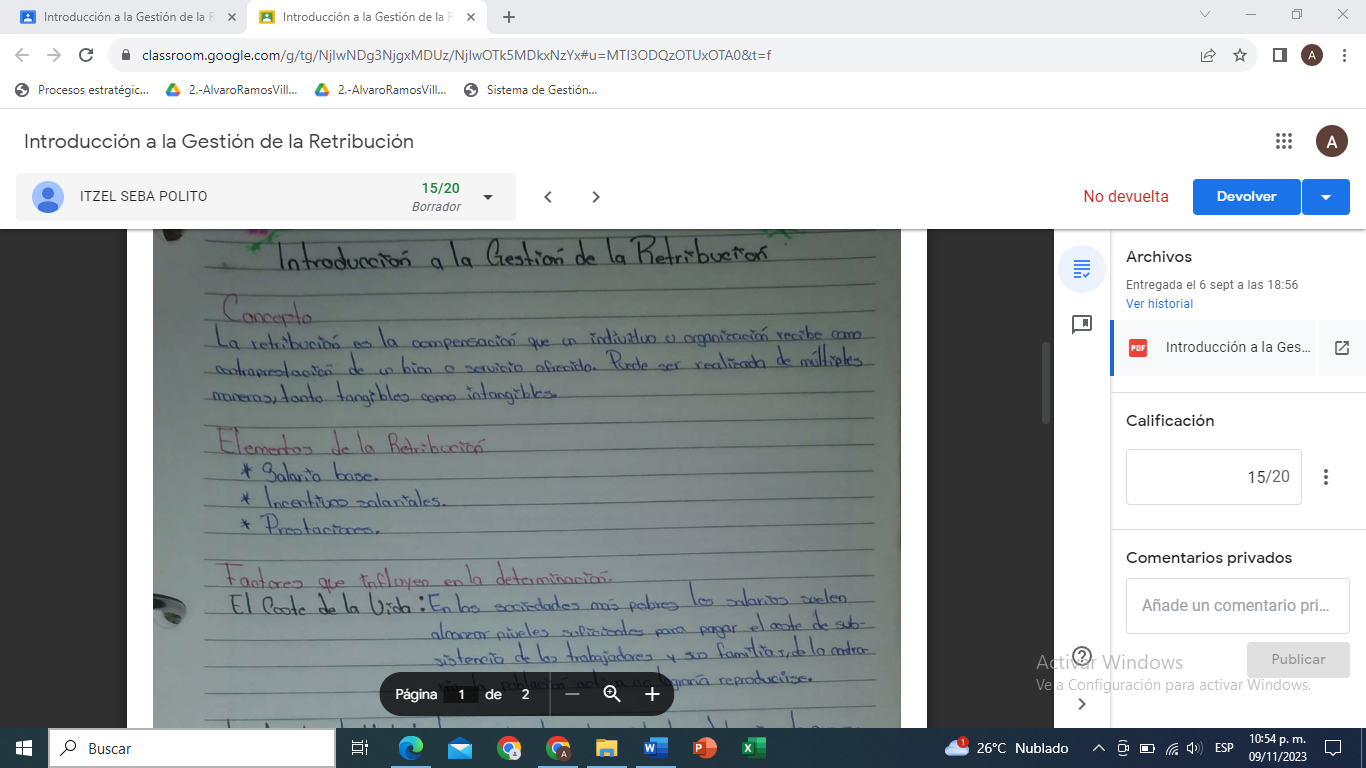 Introducción a la Gestión de la R
Introducción a la Gestión de la R
classroom.google.com/g/tg/NjIwNDg3NjgxMDUz/NjIwOTk5MDkxNzYx#u=MTI3ODQzOTUxOTA0&t=f
A
Procesos estratégic...
2.-AlvaroRamosVill...
2.-AlvaroRamosVill...
Sistema de Gestión...
Introducción a la Gestión de la Retribución
A
ITZEL SEBA POLITO
15/20
Borrador
No devuelta
Devolver
Introducción a la Gestión de la Retribución
Concepto
La retribución es la compensación que un individuo u organización recibe como
contraprestación de un bien o servicio ofrecido. Puede ser realizada de múltiples
maneras, tanto tangibles como intangibles.
Elementos de la Retribución
* Salario base.
* Incentivos salariales.
* Prestaciones.
Factores que influyen en la determinación.
El Coste de la Vida: En las sociedades más pobres los salarios suelen
alcanzar niveles suficientes para pagar el coste de sub-
sistencia de los trabajadores y sus familias, de lo contra-
población no lograría reproducirse.
Página 1 de 2
Archivos
Entregada el 6 sept a las 18:56
Ver historial
PDF
Introducción a la Ges...
Calificación
15/20
Comentarios privados
Añade un comentario pri...
Publicar
Activar Windows
Ve a Configuración para activar Windows.
Buscar
1
26°C Nublado
ESP
10:54 p. m.
09/11/2023